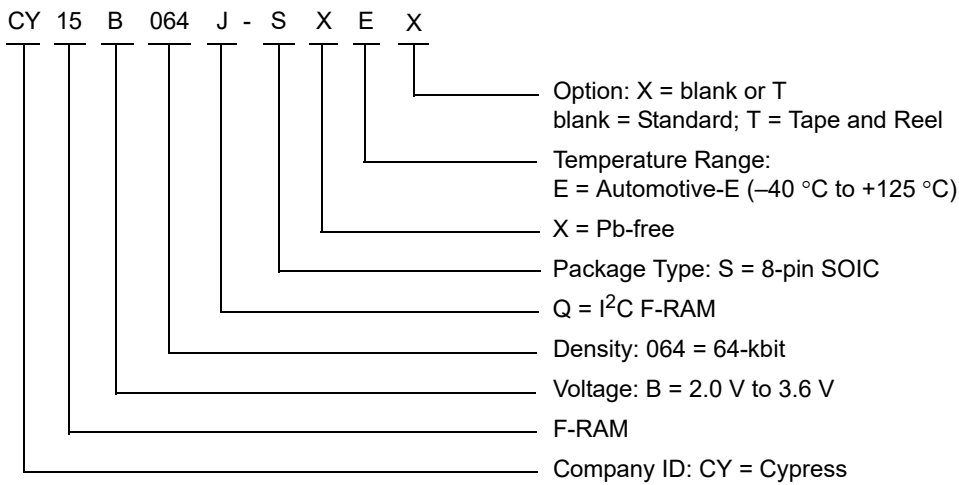 CY 15 B 064 J - S X E X
Option: X = blank or T
blank = Standard; T = Tape and Reel
Temperature Range:
E = Automotive-E (–40 °C to +125 °C)
X = Pb-free
Package Type: S = 8-pin SOIC
Q = I²C F-RAM
Density: 064 = 64-kbit
Voltage: B = 2.0 V to 3.6 V
F-RAM
Company ID: CY = Cypress